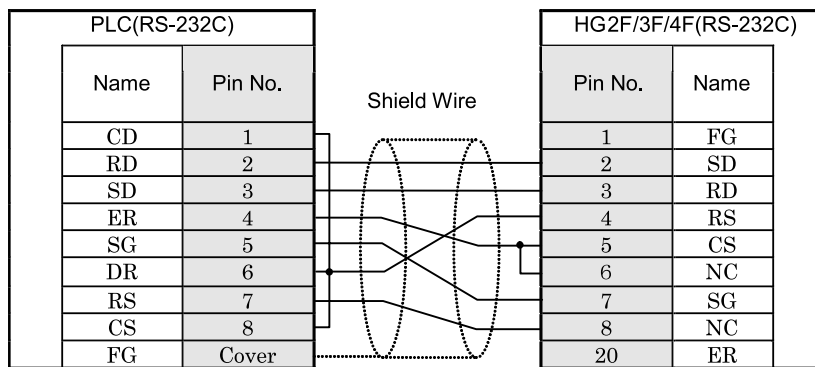 PLC(RS-232C) HG2F/3F/4F(RS-232C)
Name Pin No. Shield Wire Pin No. Name
CD 1 1 FG
RD 2 2 SD
SD 3 3 RD
ER 4 4 RS
SG 5 5 CS
DR 6 6 NC
RS 7 7 SG
CS 8 8 NC
FG Cover 20 ER